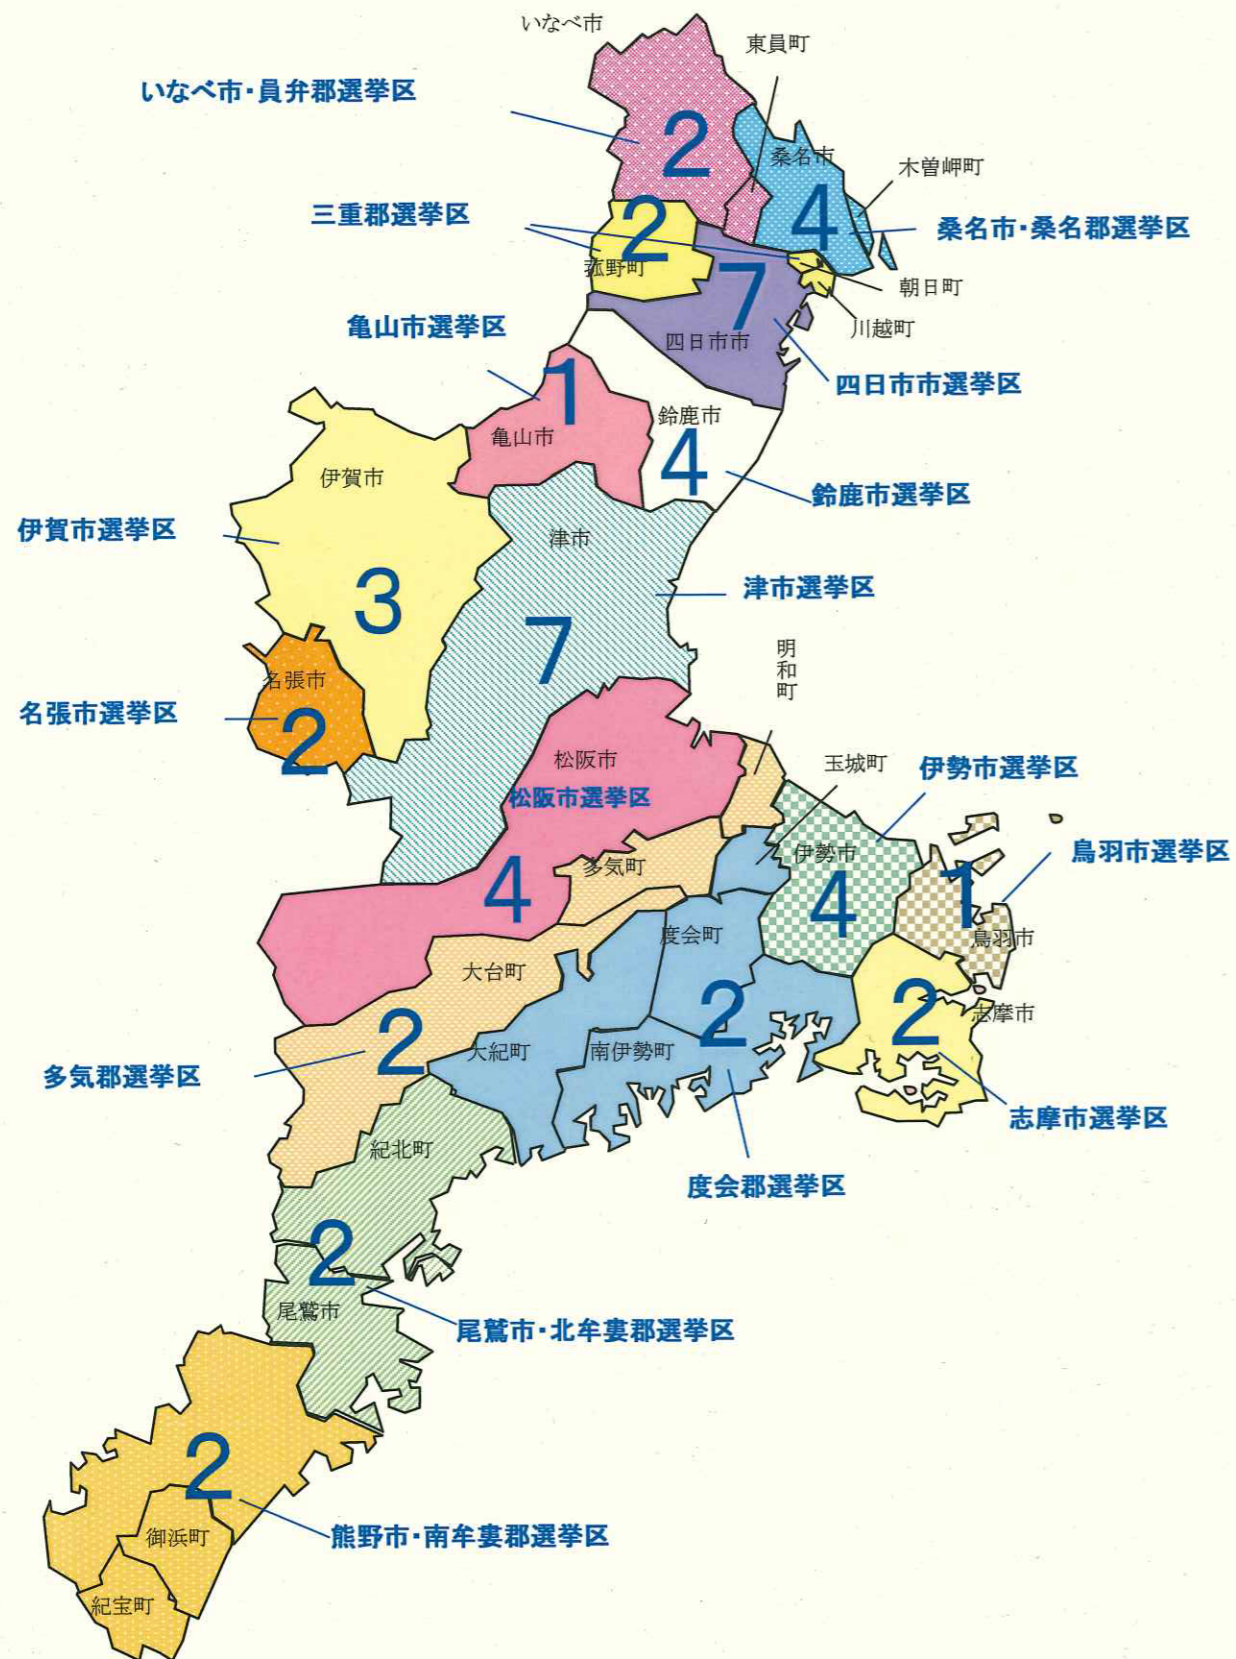 いなべ市
東員町
いなべ市・員弁郡選挙区
2
桑名市
木曽岬町
4
三重郡選挙区
2
桑名市・桑名郡選挙区
菰野町
7
朝日町
川越町
亀山市選挙区
四日市市
四日市市選挙区
1
鈴鹿市
亀山市
4
伊賀市
鈴鹿市選挙区
伊賀市選挙区
津市
3
津市選挙区
7
明和町
名張市
名張市選挙区
2
松阪市
玉城町
伊勢市選挙区
松阪市選挙区
鳥羽市選挙区
多気町
伊勢市
4
4
1
度会町
鳥羽市
大台町
2
2
2
志摩市
大紀町
南伊勢町
多気郡選挙区
志摩市選挙区
紀北町
度会郡選挙区
2
尾鷲市
尾鷲市・北牟婁郡選挙区
2
御浜町
熊野市・南牟婁郡選挙区
紀宝町